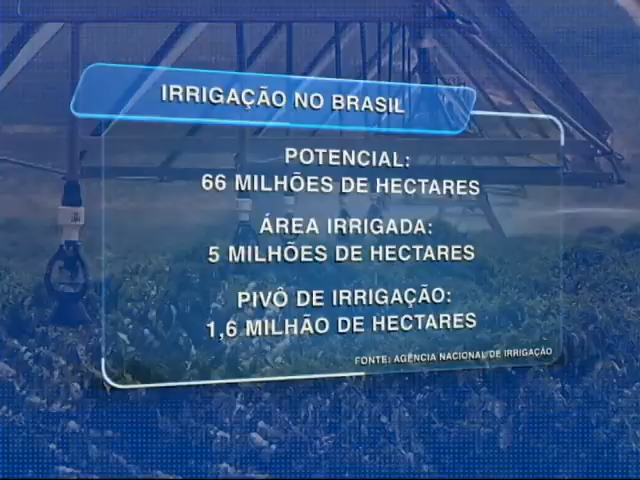 IRRIGAÇÃO NO BRASIL
POTENCIAL:
66 MILHÕES DE HECTARES
ÁREA IRRIGADA:
5 MILHÕES DE HECTARES
PIVÔ DE IRRIGAÇÃO:
1,6 MILHÃO DE HECTARES
FONTE: AGÊNCIA NACIONAL DE IRRIGAÇÃO